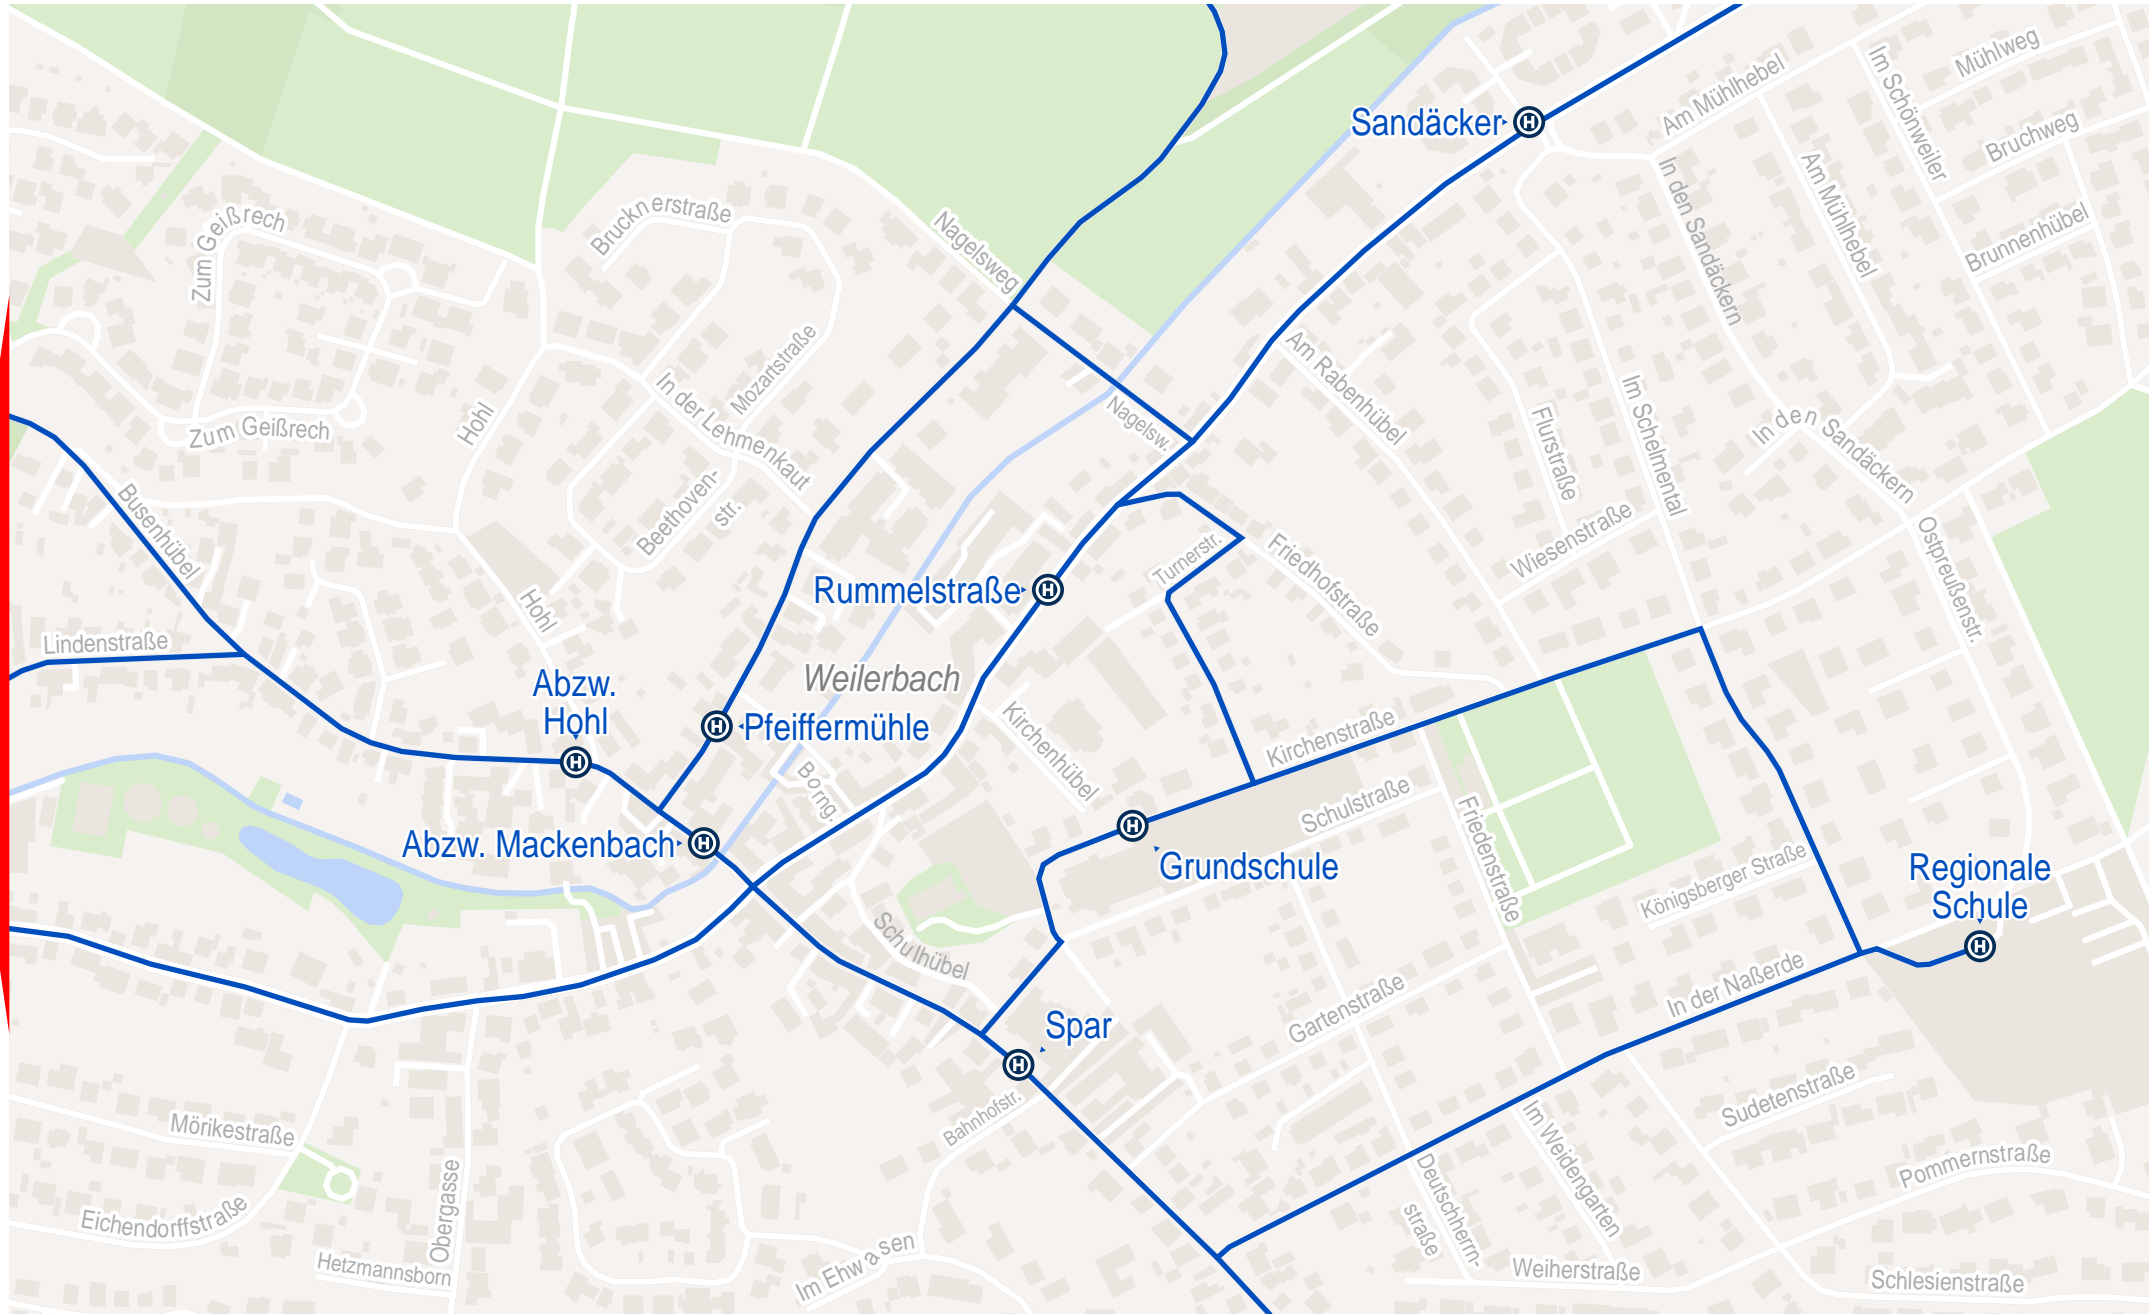 Mühlweg
Im Schönweiler
Am Mühlhebel
Sandäcker
H
Bruchweg
Am Mühlhebel
In den Sandäckern
Brucknerstraße
Zum Geißrech
Zum Geißrech
Nagelsweg
Brunnenhübel
Mozartstraße
Am Rabenhübel
In der Lehmenkaut
Hohl
Zum Geißrech
Nagelsw.
Im Schelmental
Flurstraße
In den Sandäckern
Beethoven-
str.
Busenhübel
Wiesenstraße
Ostpreußenstr.
Turnerstr.
Friedhofstraße
Rummelstraße
H
Hohl
Lindenstraße
Weilerbach
Abzw.
Hohl
H
Pfeiffermühle
H
Kirchenhübel
Kirchenstraße
Borng.
Schulstraße
Friedenstraße
Abzw. Mackenbach
H
Grundschule
H
Königsberger Straße
Regionale
Schule
H
Schulhübel
In der Naßerde
Gartenstraße
Spar
H
Bahnhofstr.
Sudetenstraße
Mörikestraße
Im Weidengarten
Pommernstraße
Deutschherrn-
straße
Obergasse
Eichendorffstraße
Im Ehwasen
Hetzmannsborn
Weiherstraße
Schlesienstraße